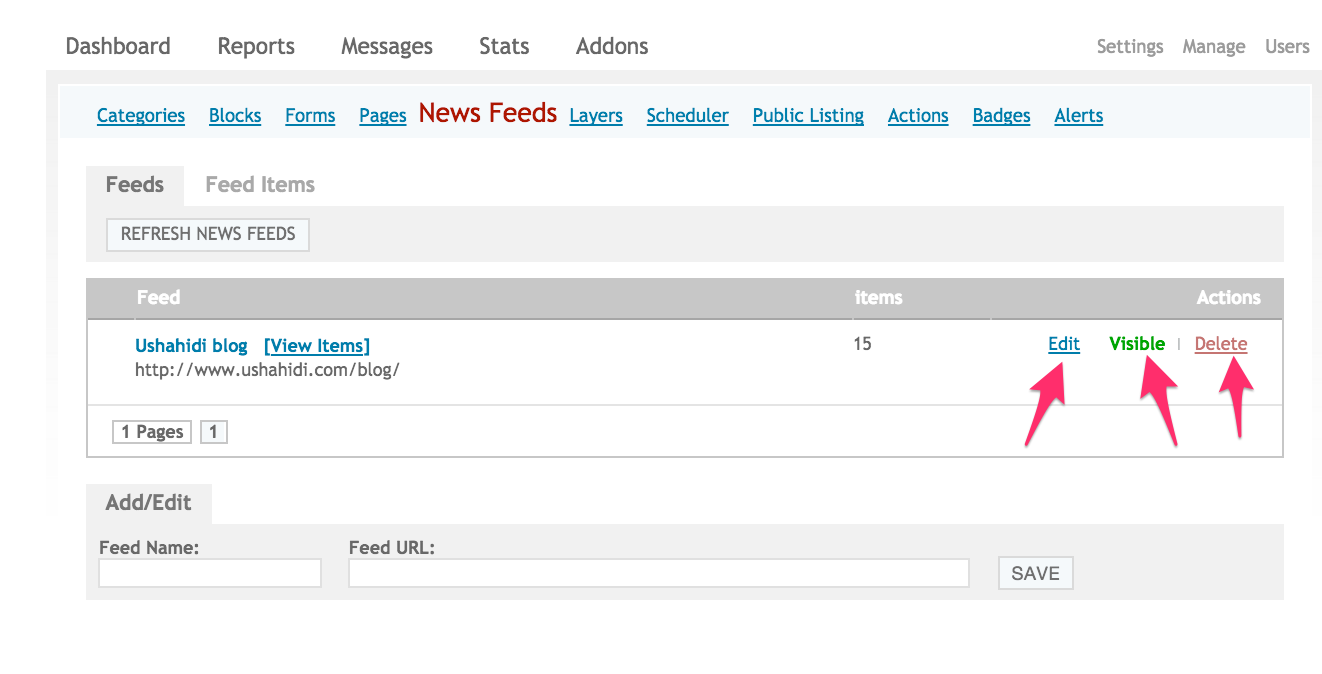 Dashboard Reports Messages Stats Addons Settings Manage Users
Categories Blocks Forms Pages News Feeds Layers Scheduler Public Listing Actions Badges Alerts
Feeds Feed Items
REFRESH NEWS FEEDS
Feed items Actions
Ushahidi blog [View Items] 15 Edit Visible | Delete
http://www.ushahidi.com/blog/
1 Pages 1
Add/Edit
Feed Name: Feed URL:
SAVE